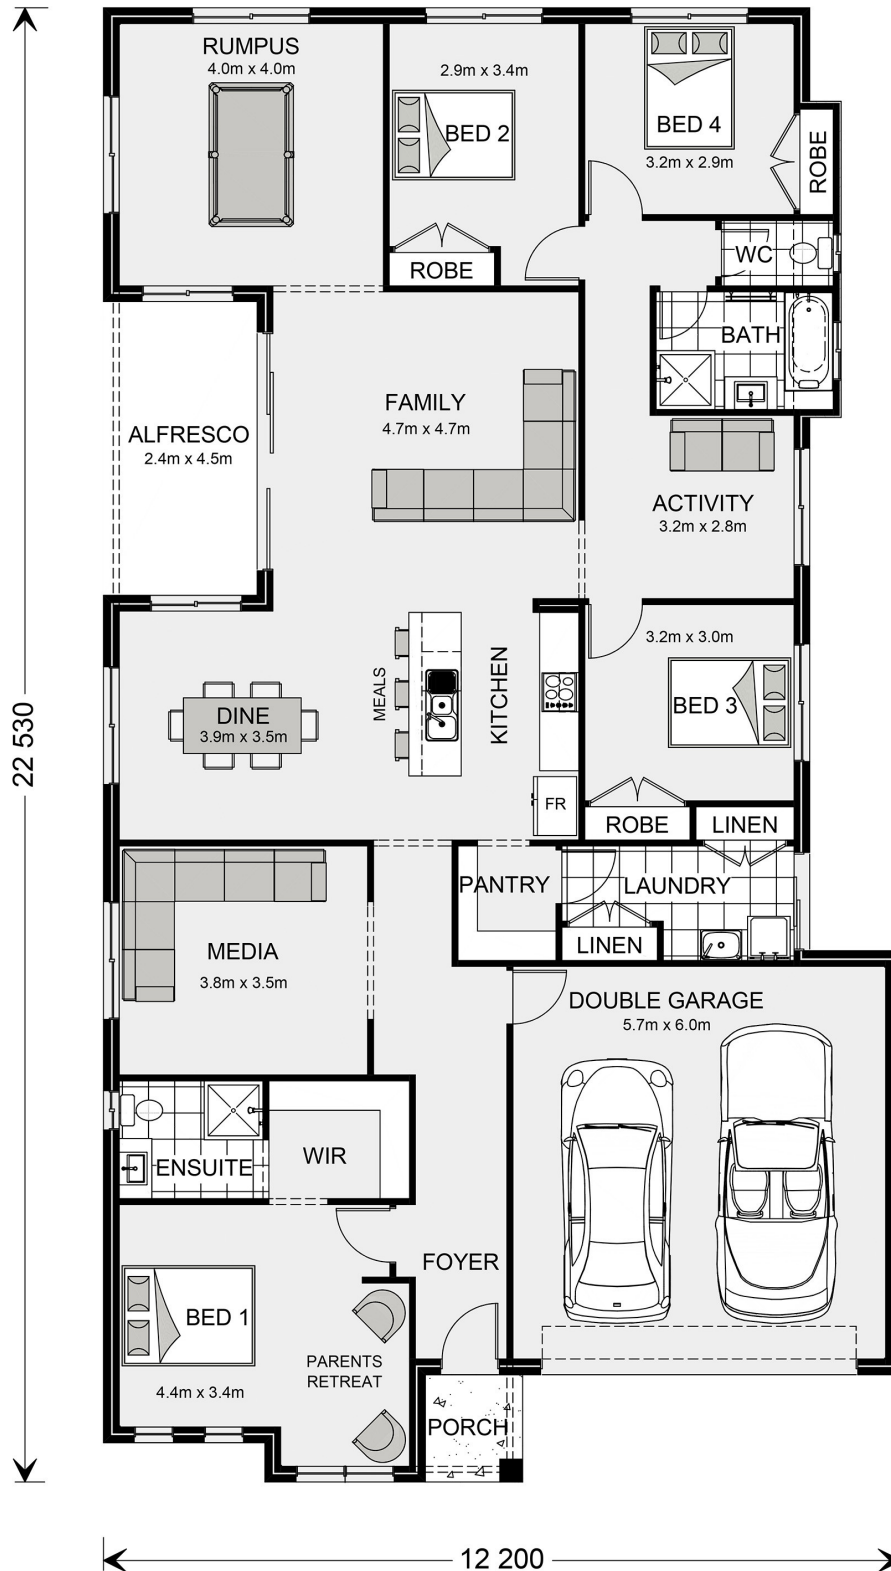 RUMPUS
4.0m x 4.0m
2.9m x 3.4m
BED 2
BED 4
3.2m x 2.9m
ROBE
ROBE
WC
BATH
FAMILY
4.7m x 4.7m
ALFRESCO
2.4m x 4.5m
ACTIVITY
3.2m x 2.8m
MEALS
KITCHEN
3.2m x 3.0m
BED 3
DINE
3.9m x 3.5m
22 530
FR
ROBE
LINEN
PANTRY
LAUNDRY
LINEN
MEDIA
3.8m x 3.5m
DOUBLE GARAGE
5.7m x 6.0m
ENSUITE
WIR
FOYER
BED 1
PARENTS
RETREAT
4.4m x 3.4m
PORCH
12 200